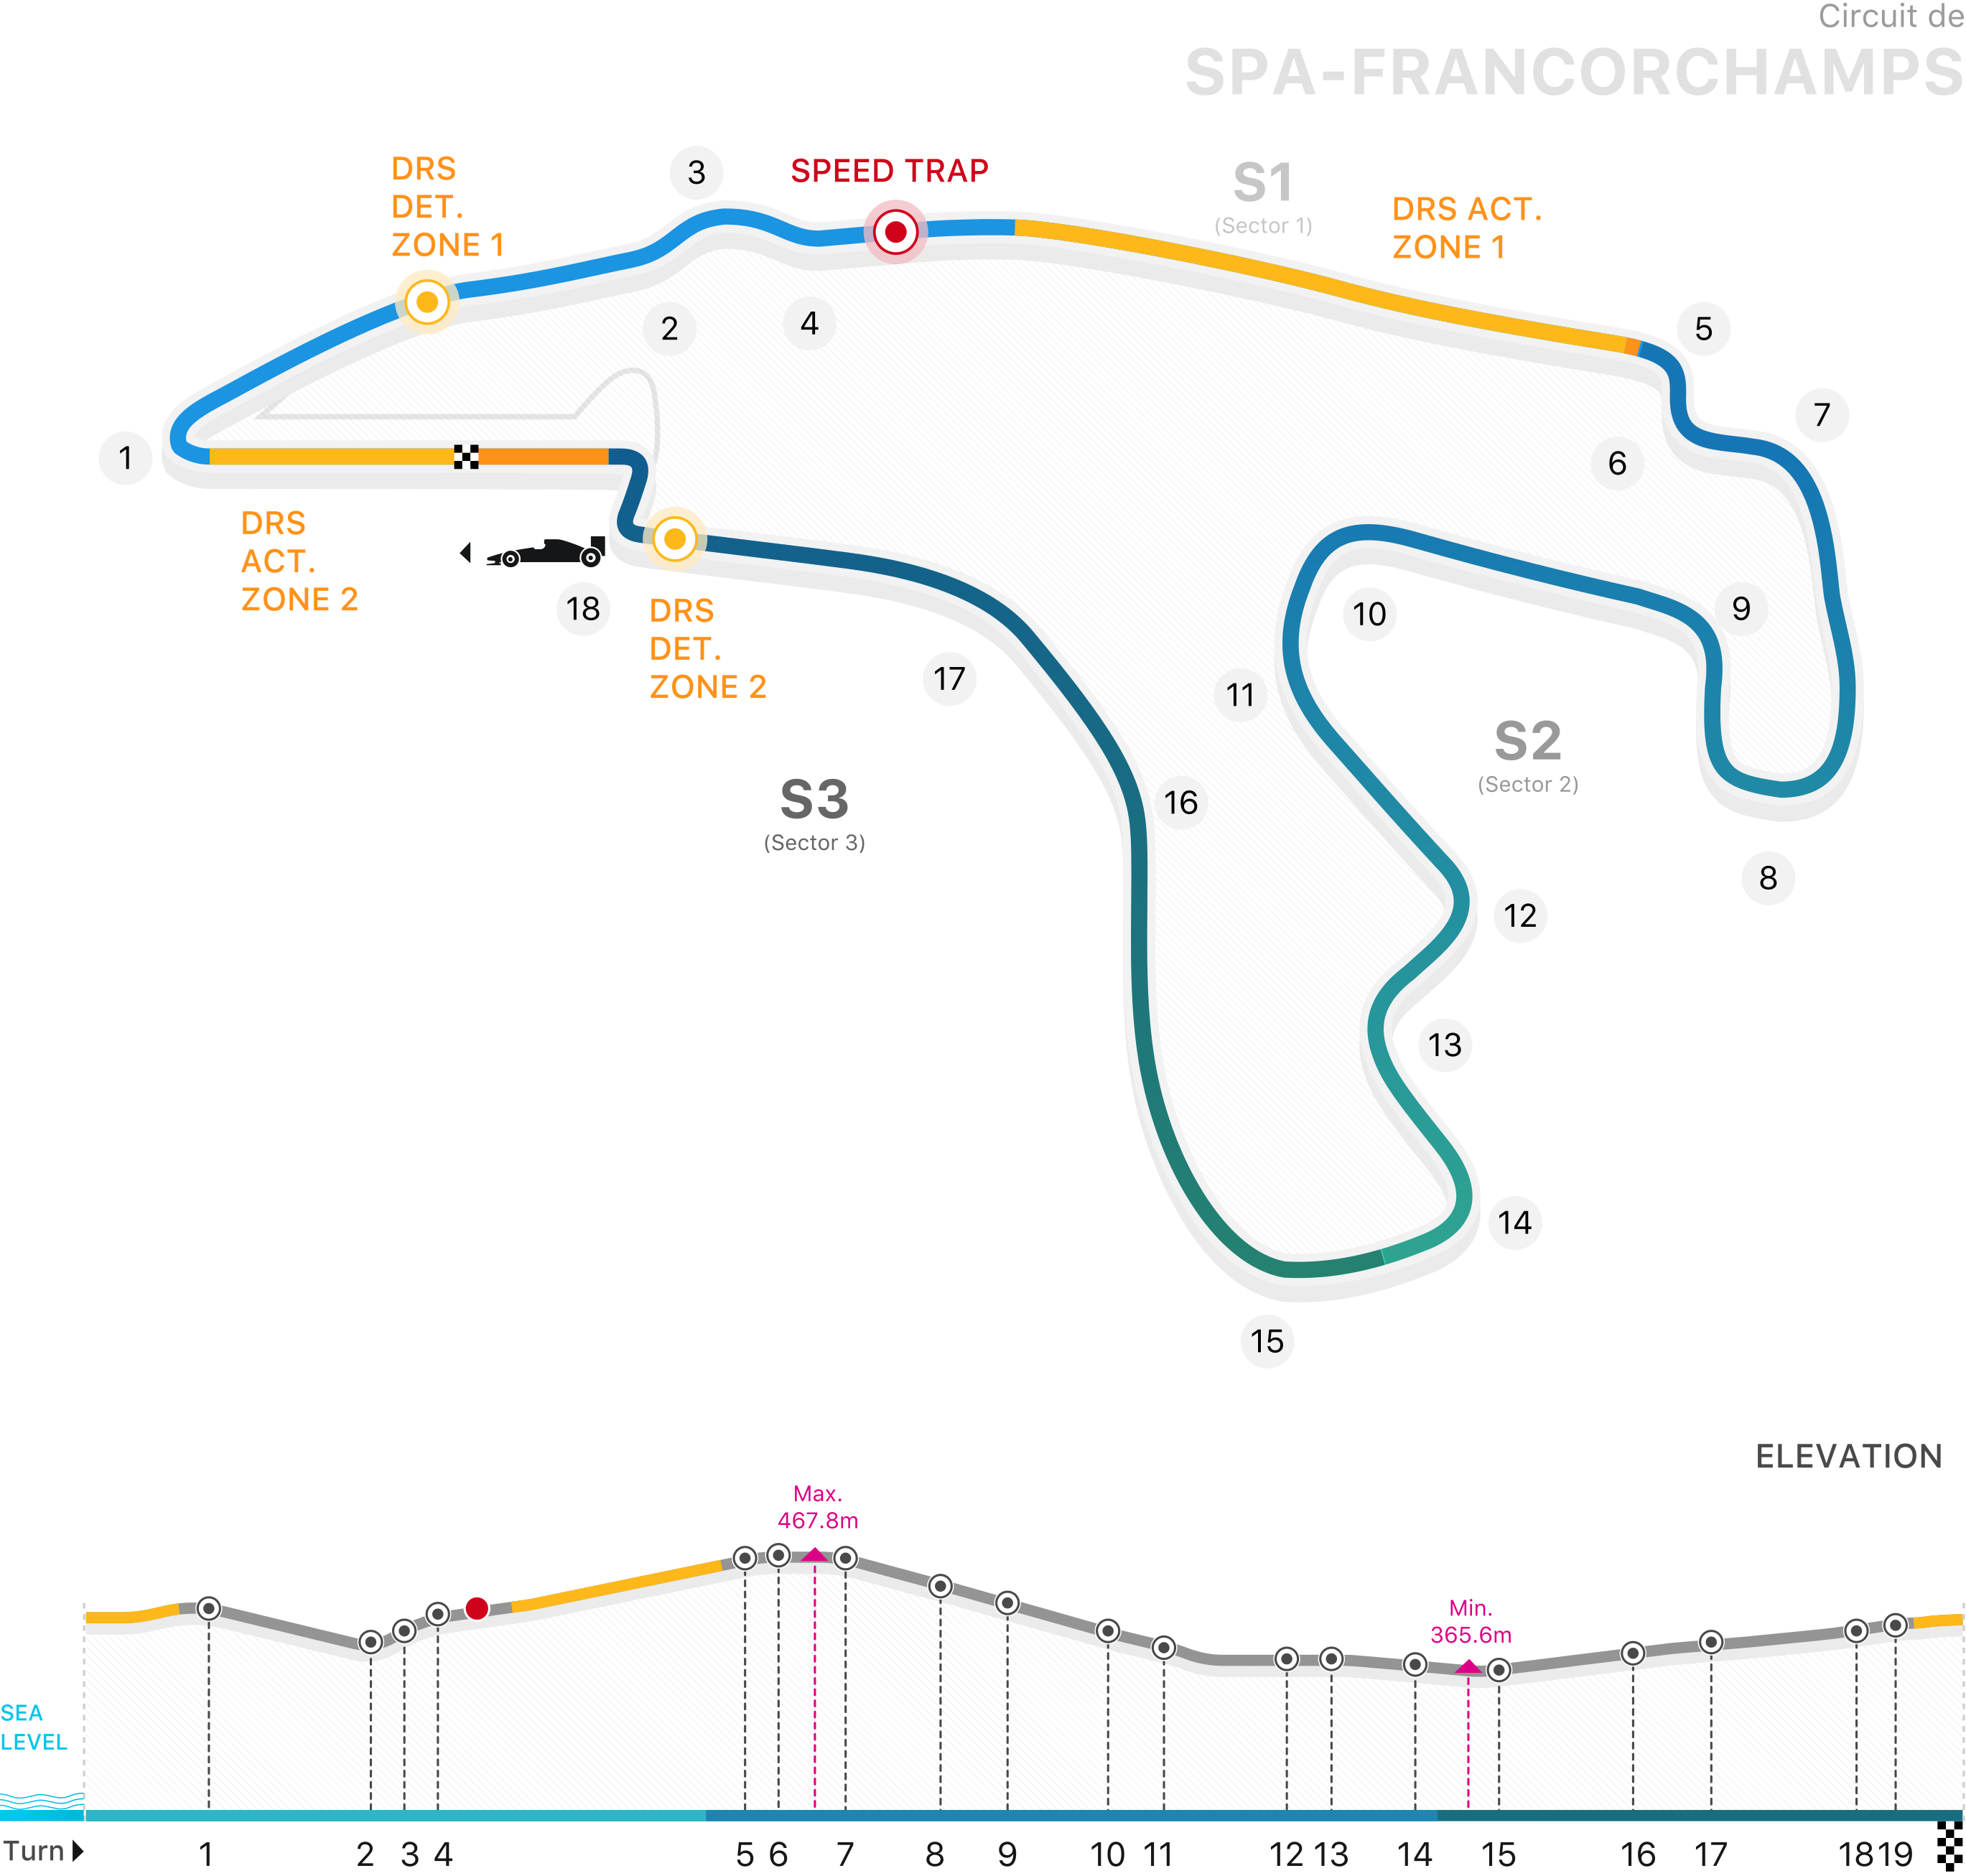 Circuit de
SPA-FRANCORCHAMPS
DRS
DET.
ZONE 1
3
SPEED TRAP
S1
(Sector 1)
DRS ACT.
ZONE 1
2
4
5
7
1
6
DRS
ACT.
ZONE 2
18
DRS
DET.
ZONE 2
17
10
9
11
S2
(Sector 2)
S3
(Sector 3)
16
8
12
13
14
15
ELEVATION
Max.
467.8m
Min.
365.6m
SEA
LEVEL
Turn 1 2 3 4 5 6 7 8 9 10 11 12 13 14 15 16 17 18 19